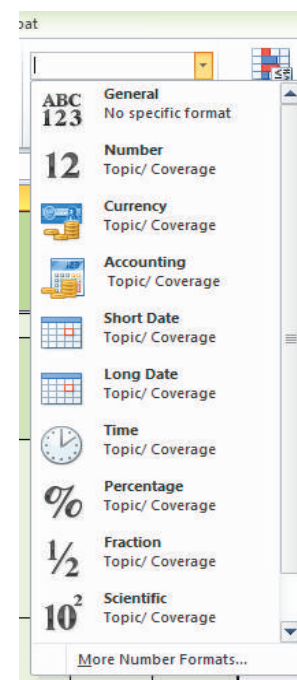 oat
ABC
123
General
No specific format
12
Number
Topic/ Coverage
Currency
Topic/ Coverage
123
Accounting
Topic/ Coverage
Short Date
Topic/ Coverage
Long Date
Topic/ Coverage
Time
Topic/ Coverage
%
Percentage
Topic/ Coverage
½
Fraction
Topic/ Coverage
10²
Scientific
Topic/ Coverage
More Number Formats...